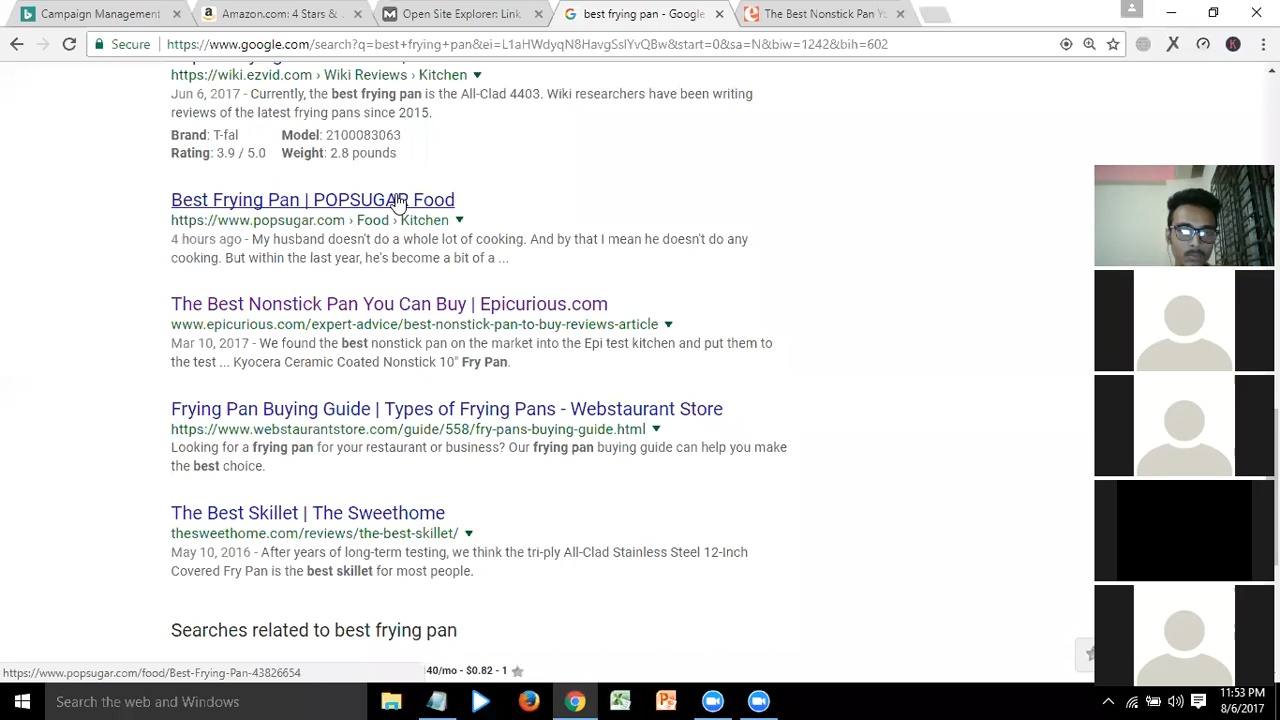 Campaign Management
Amazon.com: 4 Stars &
Open Site Explorer: Link
best frying pan - Google
The Best Nonstick Pan Yo
Secure
https://www.google.com/search?q=best+frying+pan&ei=L1aHWdyqN8HavgSslYvQBw&start=0&sa=N&biw=1242&bih=602
https://wiki.ezvid.com › Wiki Reviews › Kitchen
Jun 6, 2017 - Currently, the best frying pan is the All-Clad 4403. Wiki researchers have been writing
reviews of the latest frying pans since 2015.
Brand: T-fal Model: 2100083063
Rating: 3.9 / 5.0 Weight: 2.8 pounds
Best Frying Pan | POPSUGAR Food
https://www.popsugar.com › Food › Kitchen
4 hours ago - My husband doesn't do a whole lot of cooking. And by that I mean he doesn't do any
cooking. But within the last year, he's become a bit of a ...
The Best Nonstick Pan You Can Buy | Epicurious.com
www.epicurious.com/expert-advice/best-nonstick-pan-to-buy-reviews-article
Mar 10, 2017 - We found the best nonstick pan on the market into the Epi test kitchen and put them to
the test ... Kyocera Ceramic Coated Nonstick 10" Fry Pan.
Frying Pan Buying Guide | Types of Frying Pans - Webstaurant Store
https://www.webstaurantstore.com/guide/558/fry-pans-buying-guide.html
Looking for a frying pan for your restaurant or business? Our frying pan buying guide can help you make
the best choice.
The Best Skillet | The Sweethome
thesweethome.com/reviews/the-best-skillet/
May 10, 2016 - After years of long-term testing, we think the tri-ply All-Clad Stainless Steel 12-Inch
Covered Fry Pan is the best skillet for most people.
Searches related to best frying pan
https://www.popsugar.com/food/Best-Frying-Pan-43826654
40/mo - $0.82 - 1
Search the web and Windows
11:53 PM
8/6/2017